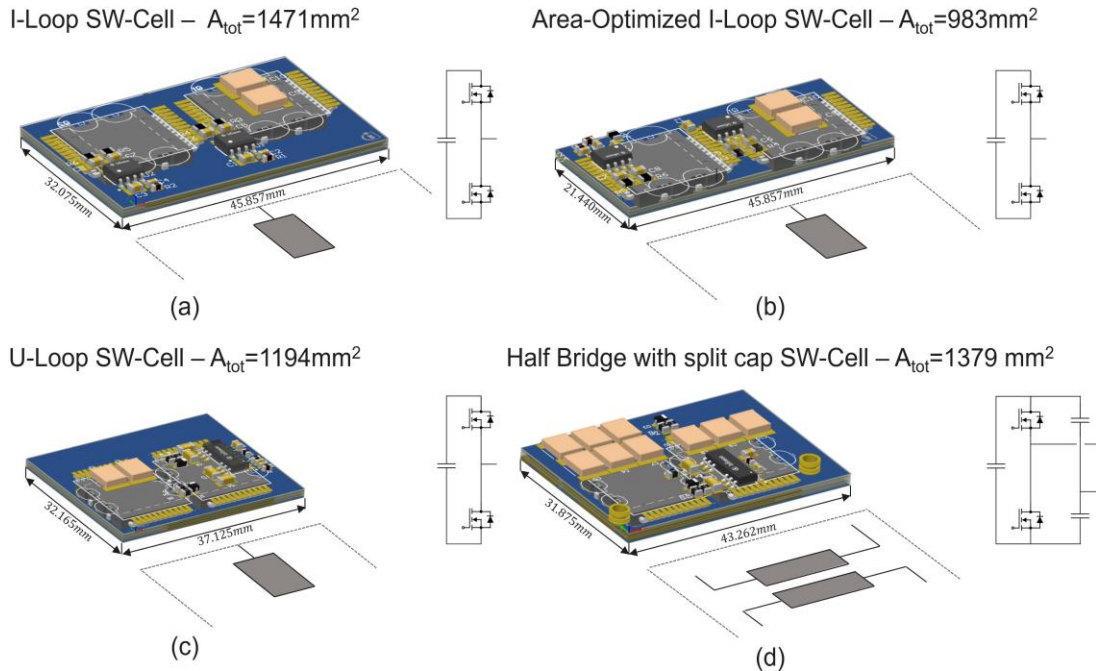 I-Loop SW-Cell – Atot=1471mm²
Area-Optimized I-Loop SW-Cell – Atot=983mm²
32.075mm
45.857mm
21.440mm
45.857mm
(a)
(b)
U-Loop SW-Cell – Atot=1194mm²
Half Bridge with split cap SW-Cell – Atot=1379 mm²
32.165mm
37.125mm
31.875mm
43.262mm
(c)
(d)